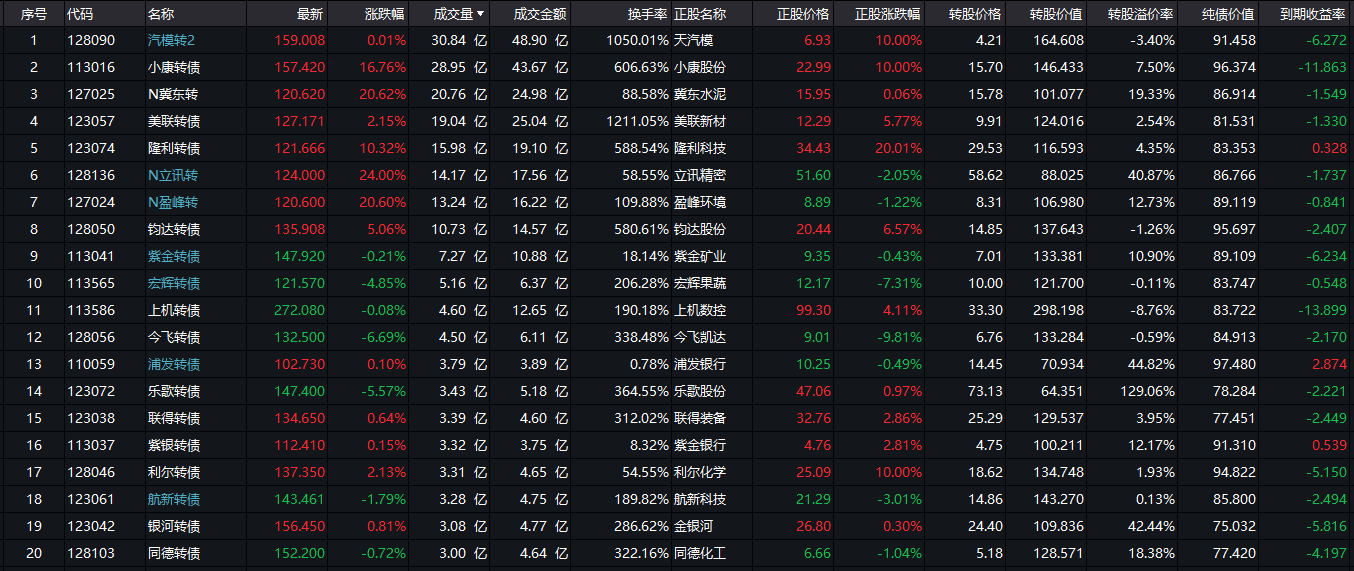 序号 代码 名称 最新 涨跌幅 成交量 成交金额 换手率 正股名称 正股价格 正股涨跌幅 转股价格 转股价值 转股溢价率 纯债价值 到期收益率
1 128090 汽模转2 159.008 0.01% 30.84 亿 48.90 亿 1050.01% 天汽模 6.93 10.00% 4.21 164.608 -3.40% 91.458 -6.272
2 113016 小康转债 157.420 16.76% 28.95 亿 43.67 亿 606.63% 小康股份 22.99 10.00% 15.70 146.433 7.50% 96.374 -11.863
3 127025 N冀东转 120.620 20.62% 20.76 亿 24.98 亿 88.58% 冀东水泥 15.95 0.06% 15.78 101.077 19.33% 86.914 -1.549
4 123057 美联转债 127.171 2.15% 19.04 亿 25.04 亿 1211.05% 美联新材 12.29 5.77% 9.91 124.016 2.54% 81.531 -1.330
5 123074 隆利转债 121.666 10.32% 15.98 亿 19.10 亿 588.54% 隆利科技 34.43 20.01% 29.53 116.593 4.35% 83.353 0.328
6 128136 N立讯转 124.000 24.00% 14.17 亿 17.56 亿 58.55% 立讯精密 51.60 -2.05% 58.62 88.025 40.87% 86.766 -1.737
7 127024 N盈峰转 120.600 20.60% 13.24 亿 16.22 亿 109.88% 盈峰环境 8.89 -1.22% 8.31 106.980 12.73% 89.119 -0.841
8 128050 钧达转债 135.908 5.06% 10.73 亿 14.57 亿 580.61% 钧达股份 20.44 6.57% 14.85 137.643 -1.26% 95.697 -2.407
9 113041 紫金转债 147.920 -0.21% 7.27 亿 10.88 亿 18.14% 紫金矿业 9.35 -0.43% 7.01 133.381 10.90% 89.109 -6.234
10 113565 宏辉转债 121.570 -4.85% 5.16 亿 6.37 亿 206.28% 宏辉果蔬 12.17 -7.31% 10.00 121.700 -0.11% 83.747 -0.548
11 113586 上机转债 272.080 -0.08% 4.60 亿 12.65 亿 190.18% 上机数控 99.30 4.11% 33.30 298.198 -8.76% 83.722 -13.899
12 128056 今飞转债 132.500 -6.69% 4.50 亿 6.11 亿 338.48% 今飞凯达 9.01 -9.81% 6.76 133.284 -0.59% 84.913 -2.170
13 110059 浦发转债 102.730 0.10% 3.79 亿 3.89 亿 0.78% 浦发银行 10.25 -0.49% 14.45 70.934 44.82% 97.480 2.874
14 123072 乐歌转债 147.400 -5.57% 3.43 亿 5.18 亿 364.55% 乐歌股份 47.06 0.97% 73.13 64.351 129.06% 78.284 -2.221
15 123038 联得转债 134.650 0.64% 3.39 亿 4.60 亿 312.02% 联得装备 32.76 2.86% 25.29 129.537 3.95% 77.451 -2.449
16 113037 紫银转债 112.410 0.15% 3.32 亿 3.75 亿 8.32% 紫金银行 4.76 2.81% 4.75 100.211 12.17% 91.310 0.539
17 128046 利尔转债 137.350 2.13% 3.31 亿 4.65 亿 54.55% 利尔化学 25.09 10.00% 18.62 134.748 1.93% 94.822 -5.150
18 123061 航新转债 143.461 -1.79% 3.28 亿 4.75 亿 189.82% 航新科技 21.29 -3.01% 14.86 143.270 0.13% 85.800 -2.494
19 123042 银河转债 156.450 0.81% 3.08 亿 4.77 亿 286.62% 金银河 26.80 0.30% 24.40 109.836 42.44% 75.032 -5.816
20 128103 同德转债 152.200 -0.72% 3.00 亿 4.64 亿 322.16% 同德化工 6.66 -1.04% 5.18 128.571 18.38% 77.420 -4.197